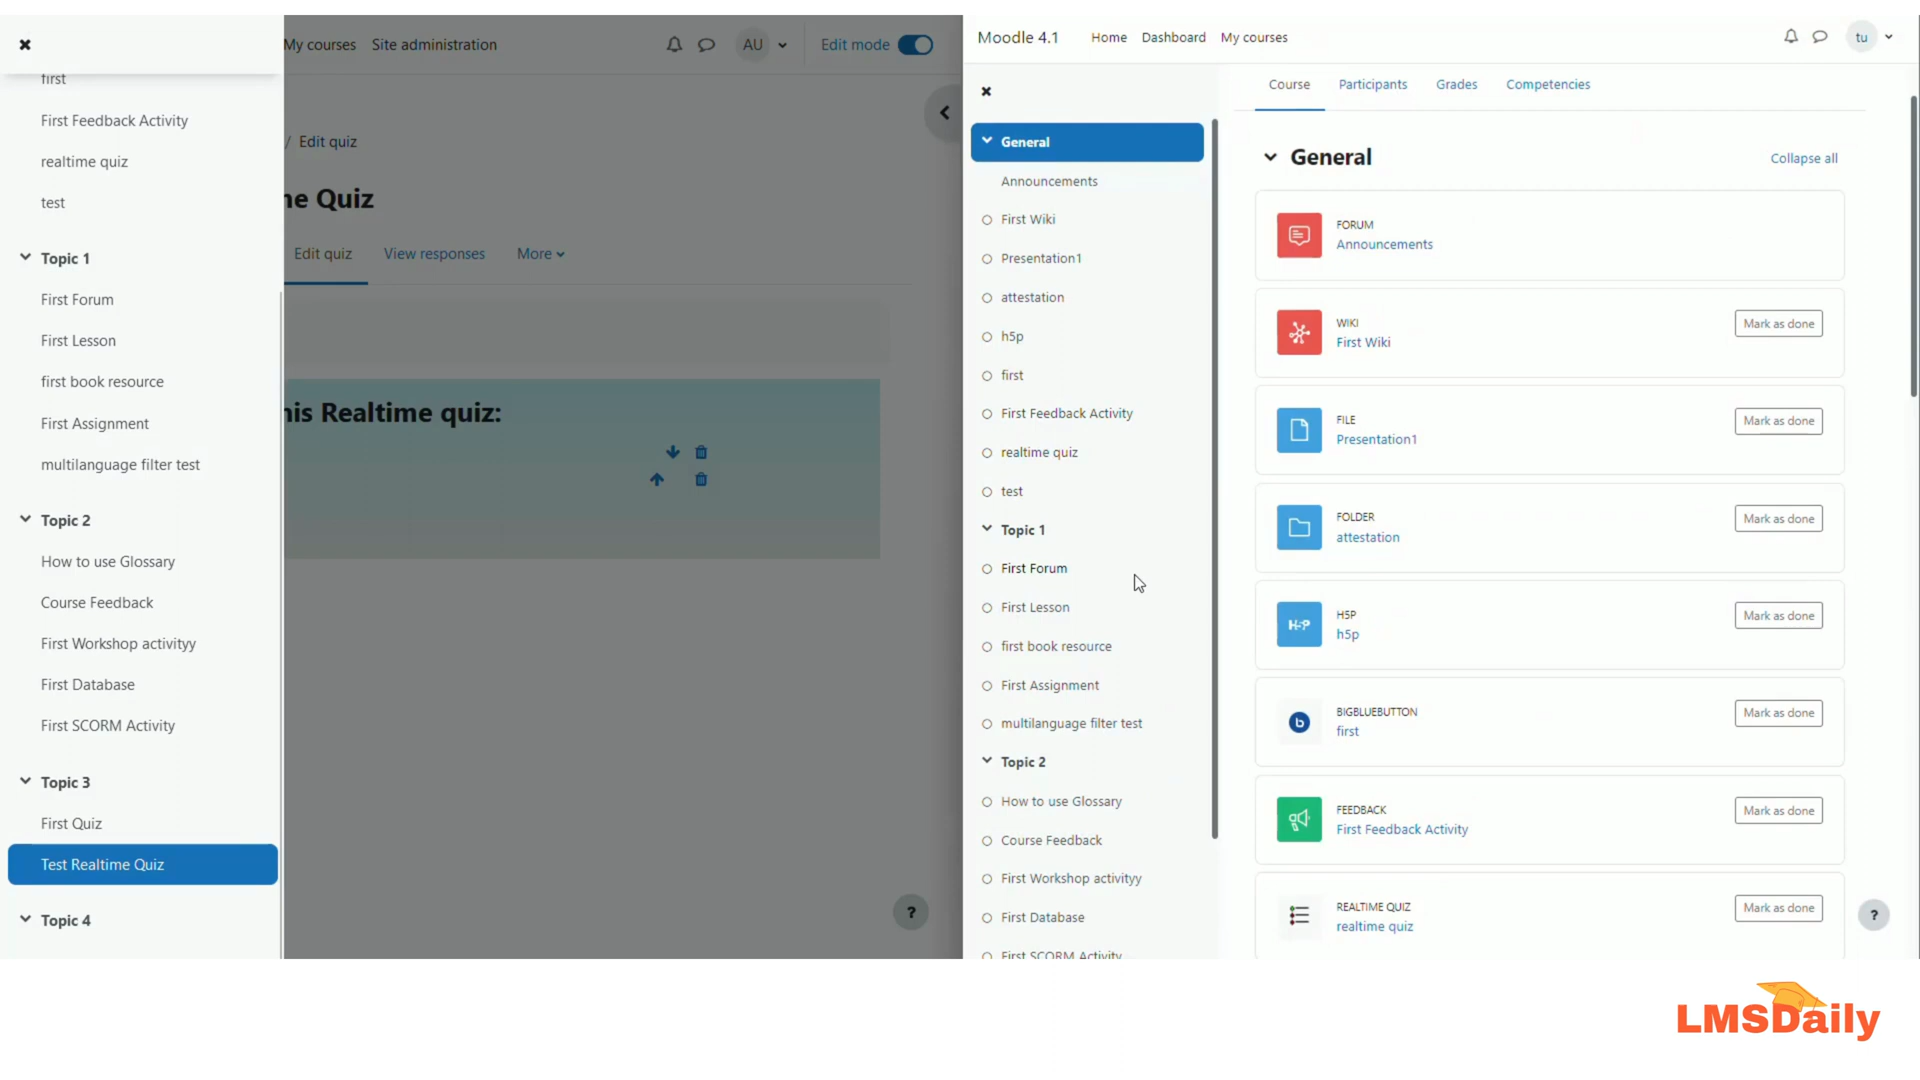 My courses
Site administration
AU
Edit mode
first
First Feedback Activity
realtime quiz
test
Topic 1
First Forum
First Lesson
first book resource
First Assignment
multilanguage filter test
Topic 2
How to use Glossary
Course Feedback
First Workshop activityy
First Database
First SCORM Activity
Topic 3
First Quiz
Test Realtime Quiz
Topic 4
/ Edit quiz
ne Quiz
Edit quiz
View responses
More
his Realtime quiz:
?
Moodle 4.1
Home
Dashboard
My courses
tu
General
Announcements
First Wiki
Presentation1
attestation
h5p
first
First Feedback Activity
realtime quiz
test
Topic 1
First Forum
First Lesson
first book resource
First Assignment
multilanguage filter test
Topic 2
How to use Glossary
Course Feedback
First Workshop activityy
First Database
First SCORM Activity
Course
Participants
Grades
Competencies
General
Collapse all
FORUM
Announcements
WIKI
First Wiki
Mark as done
FILE
Presentation1
Mark as done
FOLDER
attestation
Mark as done
H-P
H5P
h5p
Mark as done
b
BIGBLUEBUTTON
first
Mark as done
FEEDBACK
First Feedback Activity
Mark as done
REALTIME QUIZ
realtime quiz
Mark as done
?
LMSDaily